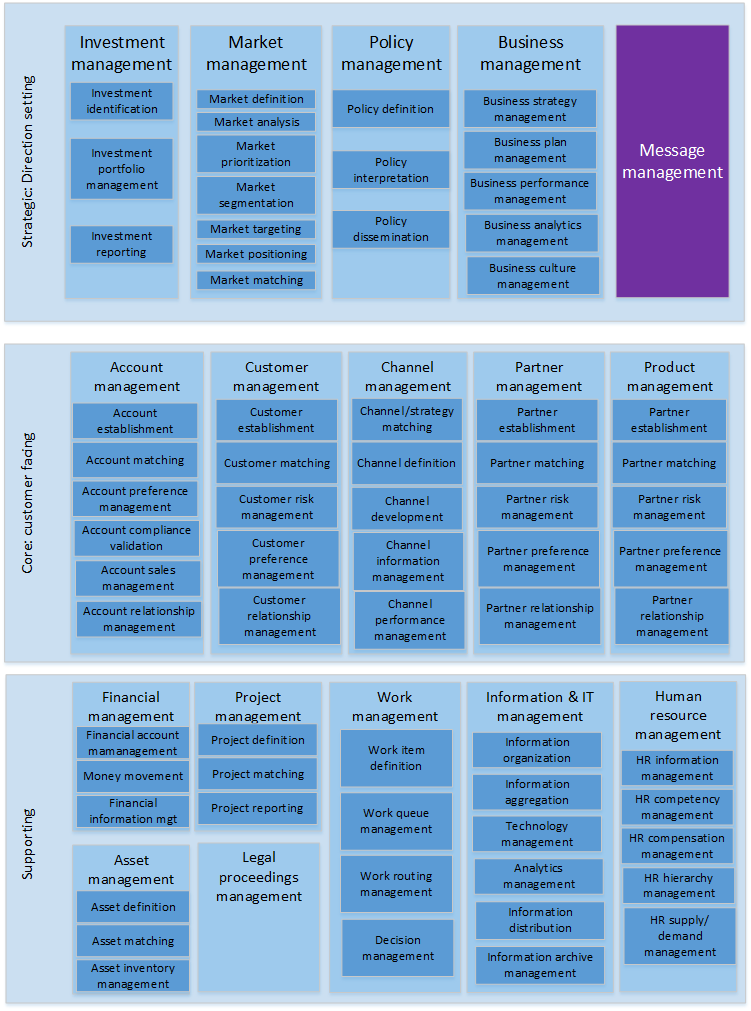 Strategic: Direction setting
Investment
management
Investment
identification
Investment
portfolio
management
Investment
reporting
Market
management
Market definition
Market analysis
Market
prioritization
Market
segmentation
Market targeting
Market positioning
Market matching
Policy
management
Policy definition
Policy
interpretation
Policy
dissemination
Business
management
Business strategy
management
Business plan
management
Business performance
management
Business analytics
management
Business culture
management
Message
management
Core: customer facing
Account
management
Account
establishment
Account matching
Account preference
management
Account compliance
validation
Account sales
management
Account relationship
management
Customer
management
Customer
establishment
Customer matching
Customer risk
management
Customer
preference
management
Customer
relationship
management
Channel
management
Channel/strategy
matching
Channel definition
Channel
development
Channel
information
management
Channel
performance
management
Partner
management
Partner
establishment
Partner matching
Partner risk
management
Partner preference
management
Partner relationship
management
Product
management
Partner
establishment
Partner matching
Partner risk
management
Partner preference
management
Partner
relationship
management
Supporting
Financial
management
Financial account
mamanagement
Money movement
Financial
information mgt
Project
management
Project definition
Project matching
Project reporting
Work
management
Work item
definition
Work queue
management
Work routing
management
Decision
management
Information & IT
management
Information
organization
Information
aggregation
Technology
management
Analytics
management
Information
distribution
Information archive
management
Human
resource
management
HR information
management
HR competency
management
HR compensation
management
HR hierarchy
management
HR supply/
demand
management
Asset
management
Asset definition
Asset matching
Asset inventory
management
Legal
proceedings
management